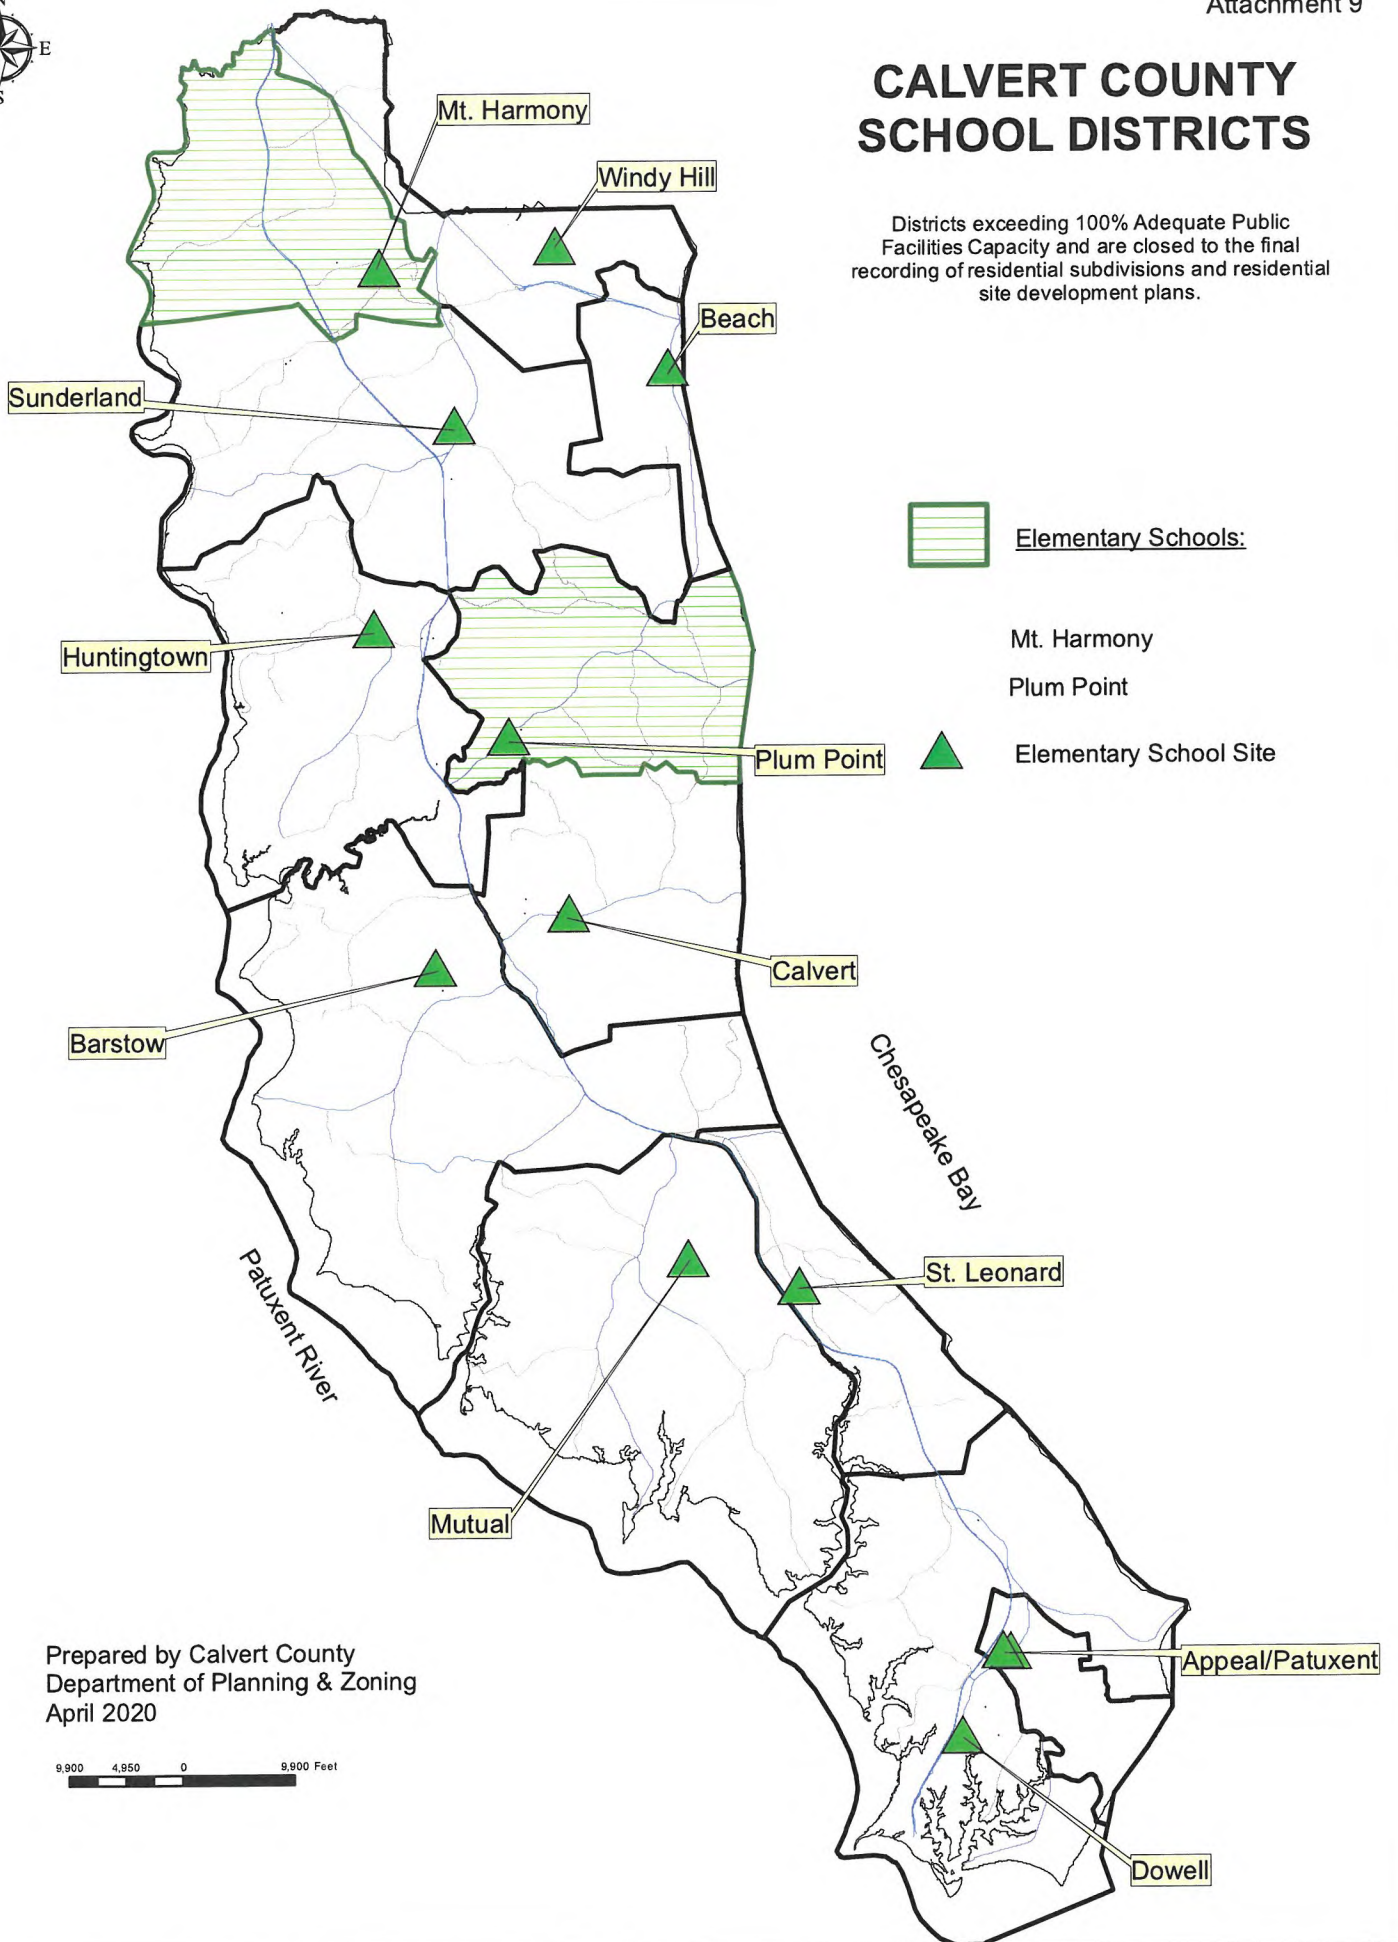 Attachment 9
E
S
CALVERT COUNTY
SCHOOL DISTRICTS
Districts exceeding 100% Adequate Public
Facilities Capacity and are closed to the final
recording of residential subdivisions and residential
site development plans.
Mt. Harmony
Windy Hill
Beach
Sunderland
Elementary Schools:
Mt. Harmony
Plum Point
Elementary School Site
Huntingtown
Plum Point
Calvert
Barstow
Chesapeake Bay
Patuxent River
St. Leonard
Mutual
Appeal/Patuxent
Dowell
Prepared by Calvert County
Department of Planning & Zoning
April 2020
9,900 4,950 0 9,900 Feet